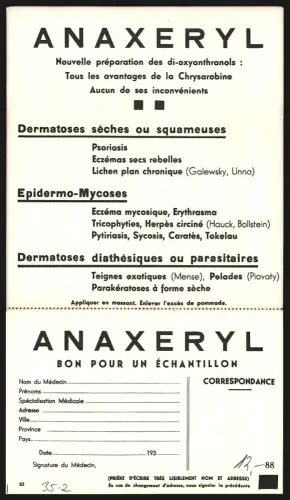 ANAXERYL
Nouvelle préparation des di-oxyanthranols :
Tous les avantages de la Chrysarobine
Aucun de ses inconvénients
Dermatoses sèches ou squameuses
Psoriasis
Eczémas secs rebelles
Lichen plan chronique (Galewsky, Unna)
Epidermo-Mycoses
Eczéma mycosique, Erythrasma
Tricophyties, Herpès circiné (Hauck, Bollstein)
Pytiriasis, Sycosis, Caratès, Tokelau
Dermatoses diathésiques ou parasitaires
Teignes exotiques (Mense), Pelades (Piovaty)
Parakératoses à forme sèche
Appliquer en massant. Enlever l'excès de pommade.
ANAXERYL
BON POUR UN ÉCHANTILLON
Nom du Médecin
CORRESPONDANCE
Prénoms
Spécialisation Médicale
Adresse
Ville
Province
Pays
Date 193
Signature du Médecin,
-88
(PRIÈRE D'ÉCRIRE TRÈS LISIBLEMENT NOM ET ADRESSE)
En cas de changement d'adresse, nous signaler la précédente
35-2